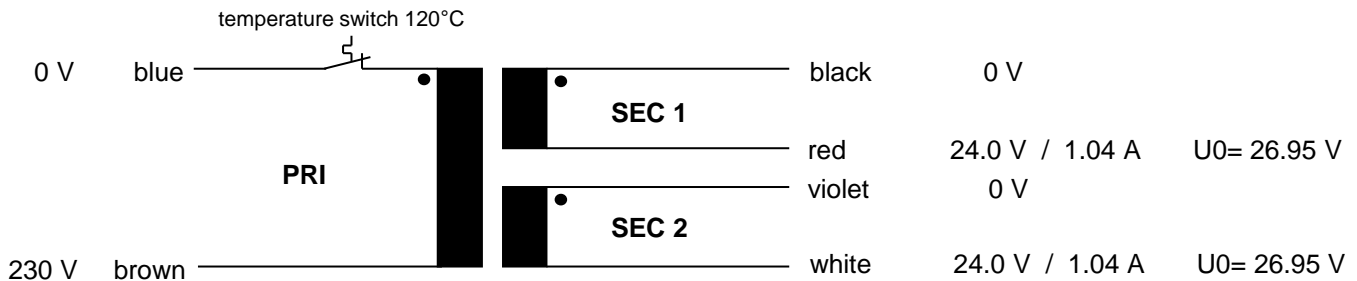 temperature switch 120°C
0 V blue black 0 V
SEC 1
red 24.0 V / 1.04 A U0= 26.95 V
PRI
violet 0 V
SEC 2
230 V brown white 24.0 V / 1.04 A U0= 26.95 V